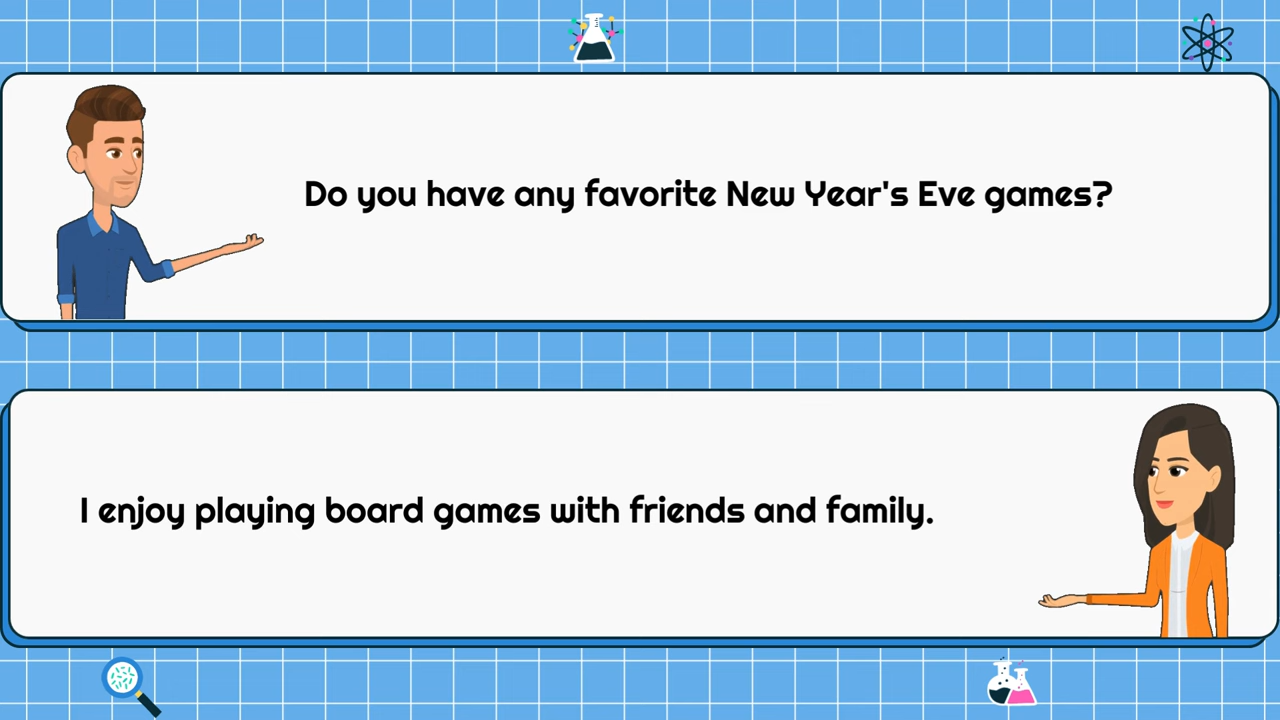 Do you have any favorite New Year's Eve games?
I enjoy playing board games with friends and family.